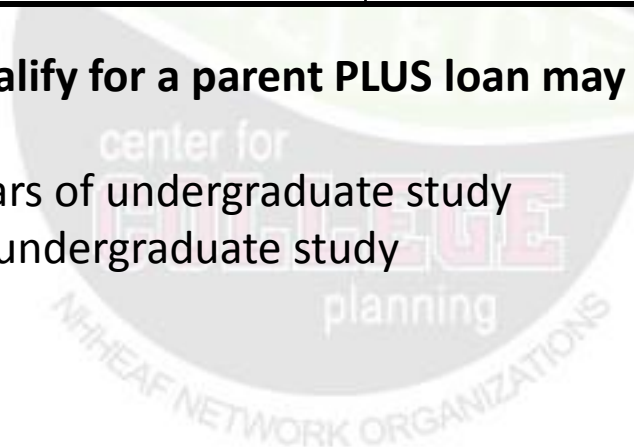 alify for a parent PLUS loan may
ars of undergraduate study
undergraduate study
center for
COLLEGE
planning
NHHEAF NETWORK ORGANIZATIONS